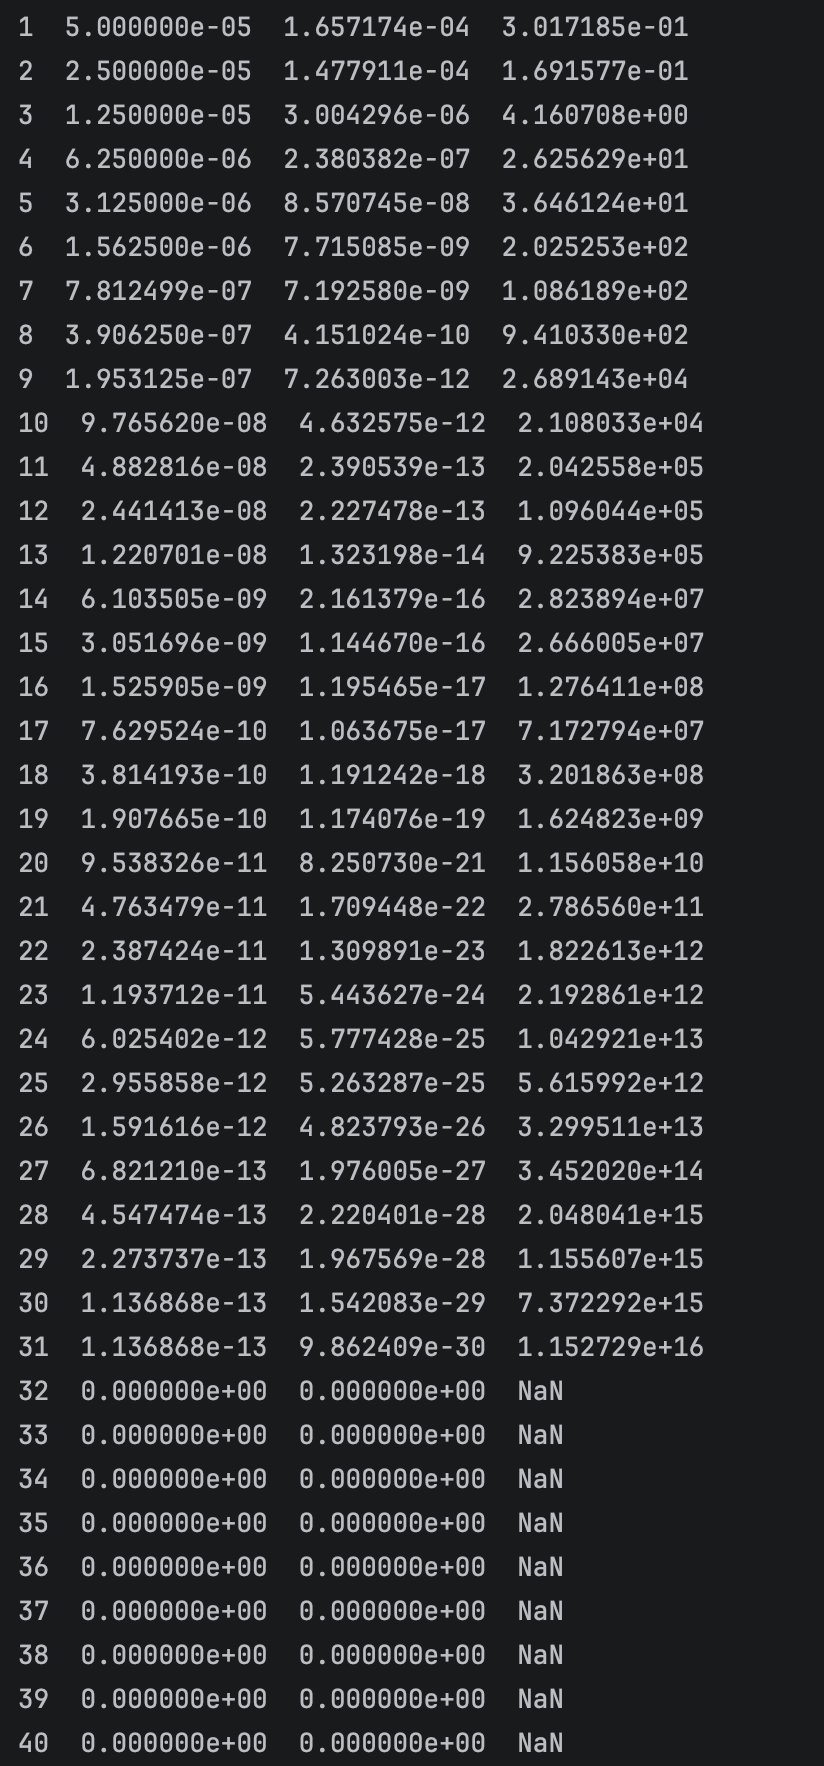 1  5.000000e-05  1.657174e-04  3.017185e-01
2  2.500000e-05  1.477911e-04  1.691577e-01
3  1.250000e-05  3.004296e-06  4.160708e+00
4  6.250000e-06  2.380382e-07  2.625629e+01
5  3.125000e-06  8.570745e-08  3.646124e+01
6  1.562500e-06  7.715085e-09  2.025253e+02
7  7.812499e-07  7.192580e-09  1.086189e+02
8  3.906250e-07  4.151024e-10  9.410330e+02
9  1.953125e-07  7.263003e-12  2.689143e+04
10  9.765620e-08  4.632575e-12  2.108033e+04
11  4.882816e-08  2.390539e-13  2.042558e+05
12  2.441413e-08  2.227478e-13  1.096044e+05
13  1.220701e-08  1.323198e-14  9.225383e+05
14  6.103505e-09  2.161379e-16  2.823894e+07
15  3.051696e-09  1.144670e-16  2.666005e+07
16  1.525905e-09  1.195465e-17  1.276411e+08
17  7.629524e-10  1.063675e-17  7.172794e+07
18  3.814193e-10  1.191242e-18  3.201863e+08
19  1.907665e-10  1.174076e-19  1.624823e+09
20  9.538326e-11  8.250730e-21  1.156058e+10
21  4.763479e-11  1.709448e-22  2.786560e+11
22  2.387424e-11  1.309891e-23  1.822613e+12
23  1.193712e-11  5.443627e-24  2.192861e+12
24  6.025402e-12  5.777428e-25  1.042921e+13
25  2.955858e-12  5.263287e-25  5.615992e+12
26  1.591616e-12  4.823793e-26  3.299511e+13
27  6.821210e-13  1.976005e-27  3.452020e+14
28  4.547474e-13  2.220401e-28  2.048041e+15
29  2.273737e-13  1.967569e-28  1.155607e+15
30  1.136868e-13  1.542083e-29  7.372292e+15
31  1.136868e-13  9.862409e-30  1.152729e+16
32  0.000000e+00  0.000000e+00  NaN
33  0.000000e+00  0.000000e+00  NaN
34  0.000000e+00  0.000000e+00  NaN
35  0.000000e+00  0.000000e+00  NaN
36  0.000000e+00  0.000000e+00  NaN
37  0.000000e+00  0.000000e+00  NaN
38  0.000000e+00  0.000000e+00  NaN
39  0.000000e+00  0.000000e+00  NaN
40  0.000000e+00  0.000000e+00  NaN